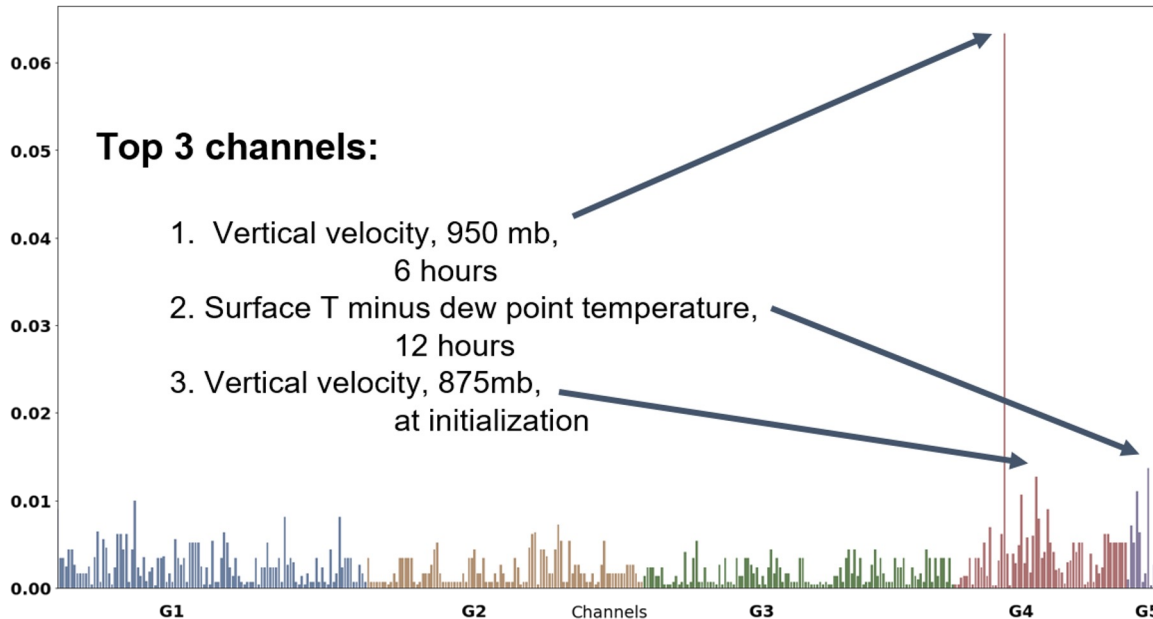 0.06
0.05
Top 3 channels:
0.04
1. Vertical velocity, 950 mb,
6 hours
0.03
2. Surface T minus dew point temperature,
12 hours
3. Vertical velocity, 875mb,
at initialization
0.02
0.01
0.00
G1 G2 Channels G3 G4 G5